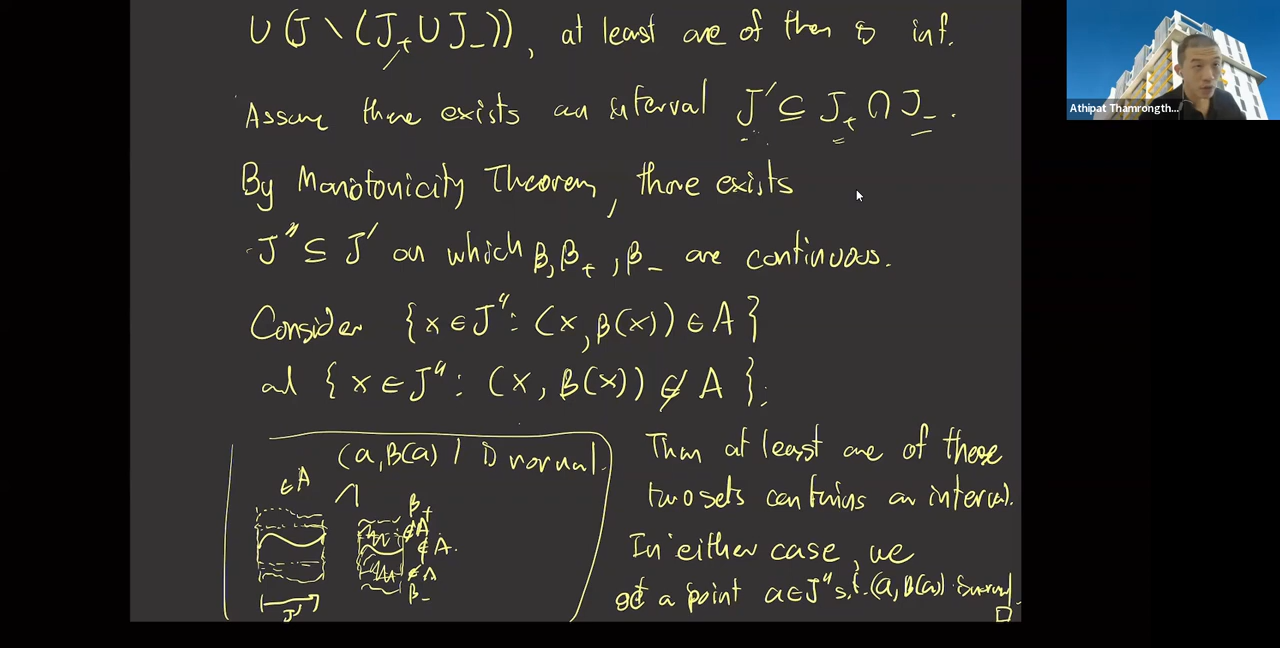 ∪ (J \ (J₊ ∪ J₋)), at least one of them is inf.
Assume there exists an interval J' ⊆ J₊ ∩ J₋.
By Monotonicity Theorem, there exists
J'' ⊆ J' on which β, β₊, β₋ are continuous.
Consider {x ∈ J'': (x, β(x)) ∈ A}
and {x ∈ J'': (x, β(x)) ∉ A}.
(a, β(a)) is normal.
∈ A
β₊
∉ A
∉ A.
∉ A
β₋
J'
Then at least one of these
two sets contains an interval.
In either case, we
get a point a ∈ J'' s.t. (a, β(a)) is normal
□
Athipat Thamrongth...